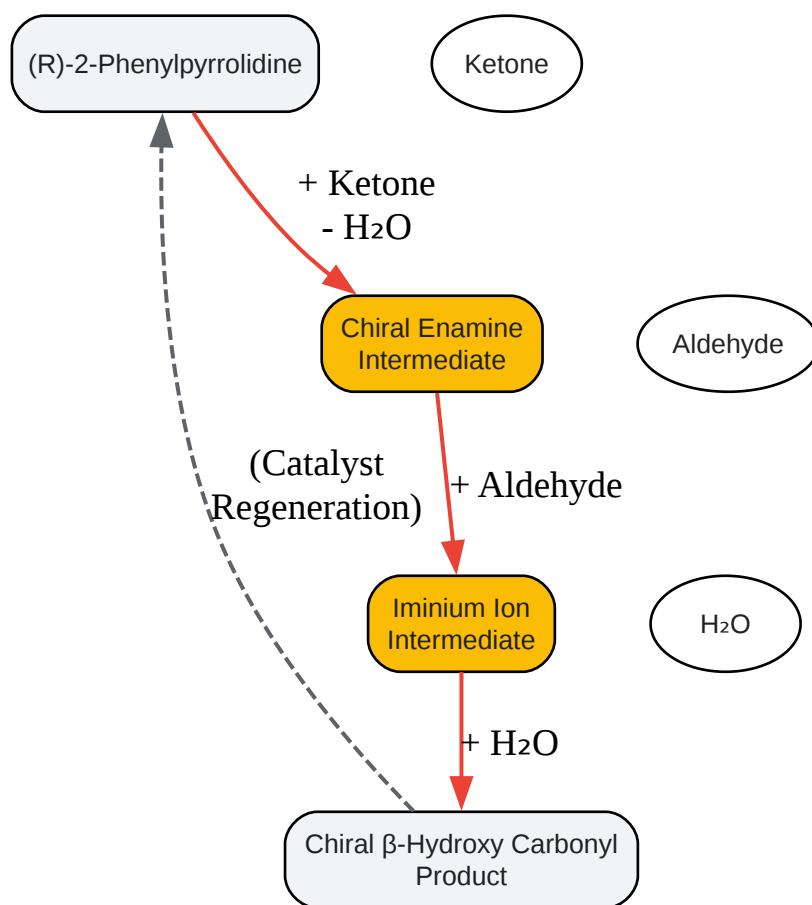 (R)-2-Phenylpyrrolidine
Ketone
+ Ketone
- H₂O
Chiral Enamine
Intermediate
Aldehyde
(Catalyst
Regeneration)
+ Aldehyde
Iminium Ion
Intermediate
H₂O
+ H₂O
Chiral β-Hydroxy Carbonyl
Product